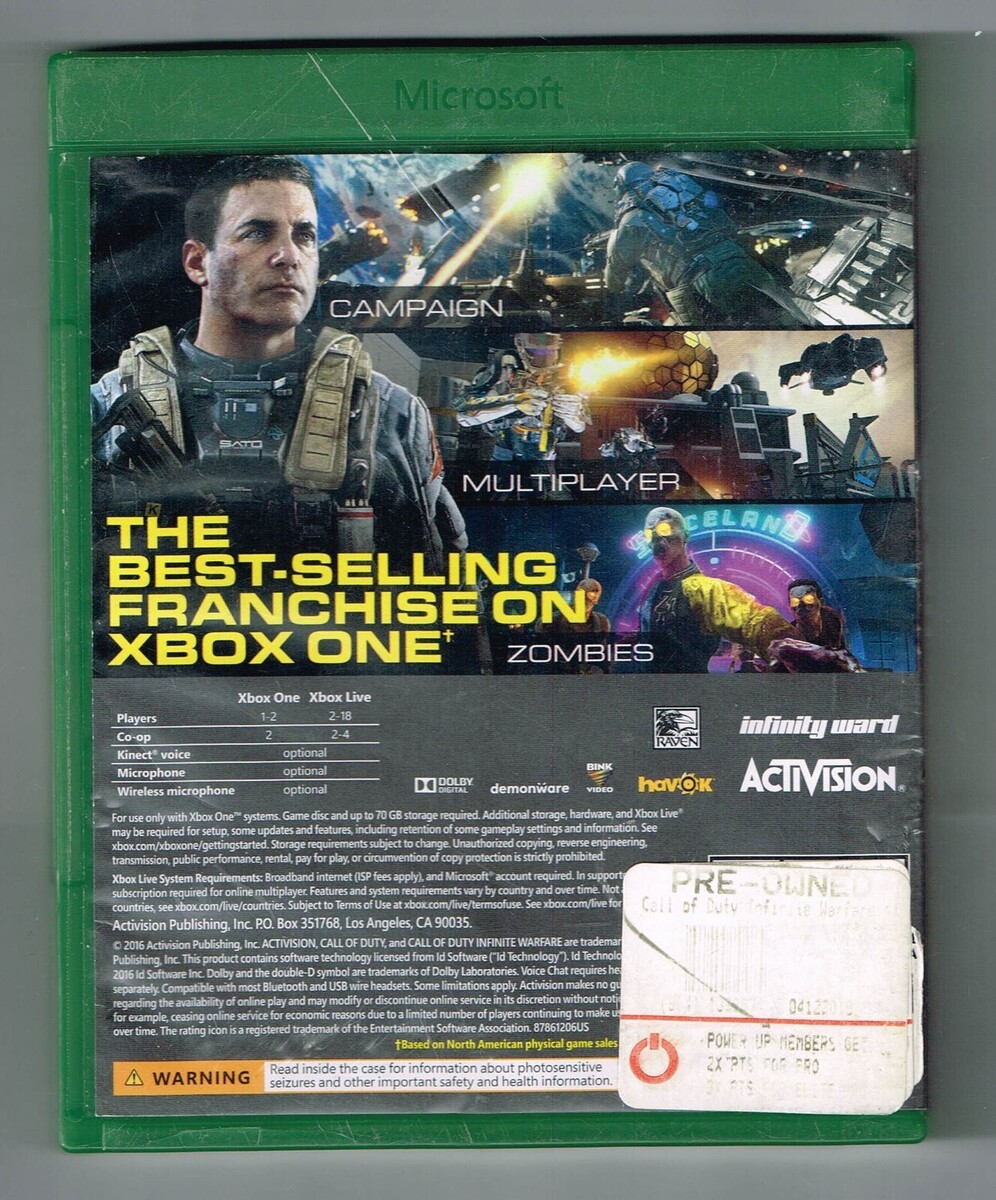 Microsoft
CAMPAIGN
SATO
MULTIPLAYER
THE
BEST-SELLING
FRANCHISE ON
XBOX ONE†
ZOMBIES
Xbox One Xbox Live
Players 1-2 2-18
Co-op 2 2-4
Kinect® voice optional
Microphone optional
Wireless microphone optional
RAVEN
infinity ward
DOLBY
DIGITAL
demonware
BINK
VIDEO
havok
ACTIVISION®
For use only with Xbox One™ systems. Game disc and up to 70 GB storage required. Additional storage, hardware, and Xbox Live®
may be required for setup, some updates and features, including retention of some gameplay settings and information. See
xbox.com/xboxone/gettingstarted. Storage requirements subject to change. Unauthorized copying, reverse engineering,
transmission, public performance, rental, pay for play, or circumvention of copy protection is strictly prohibited.
Xbox Live System Requirements: Broadband internet (ISP fees apply), and Microsoft® account required. In supporte
subscription required for online multiplayer. Features and system requirements vary by country and over time. Not
countries, see xbox.com/live/countries. Subject to Terms of Use at xbox.com/live/termsofuse. See xbox.com/live for
Activision Publishing, Inc. P.O. Box 351768, Los Angeles, CA 90035.
© 2016 Activision Publishing, Inc. ACTIVISION, CALL OF DUTY, and CALL OF DUTY INFINITE WARFARE are tradema
Publishing, Inc. This product contains software technology licensed from Id Software ("Id Technology"). Id Technolo
2016 Id Software Inc. Dolby and the double-D symbol are trademarks of Dolby Laboratories. Voice Chat requires he
separately. Compatible with most Bluetooth and USB wire headsets. Some limitations apply. Activision makes no gu
regarding the availability of online play and may modify or discontinue online service in its discretion without noti
for example, ceasing online service for economic reasons due to a limited number of players continuing to make us
over time. The rating icon is a registered trademark of the Entertainment Software Association. 87861206US
†Based on North American physical game sales
WARNING
Read inside the case for information about photosensitive
seizures and other important safety and health information.
PRE-OWNED
Call of Duty Infinite Warfare
POWER UP MEMBERS GE
2X PTS FOR PRO
PTS